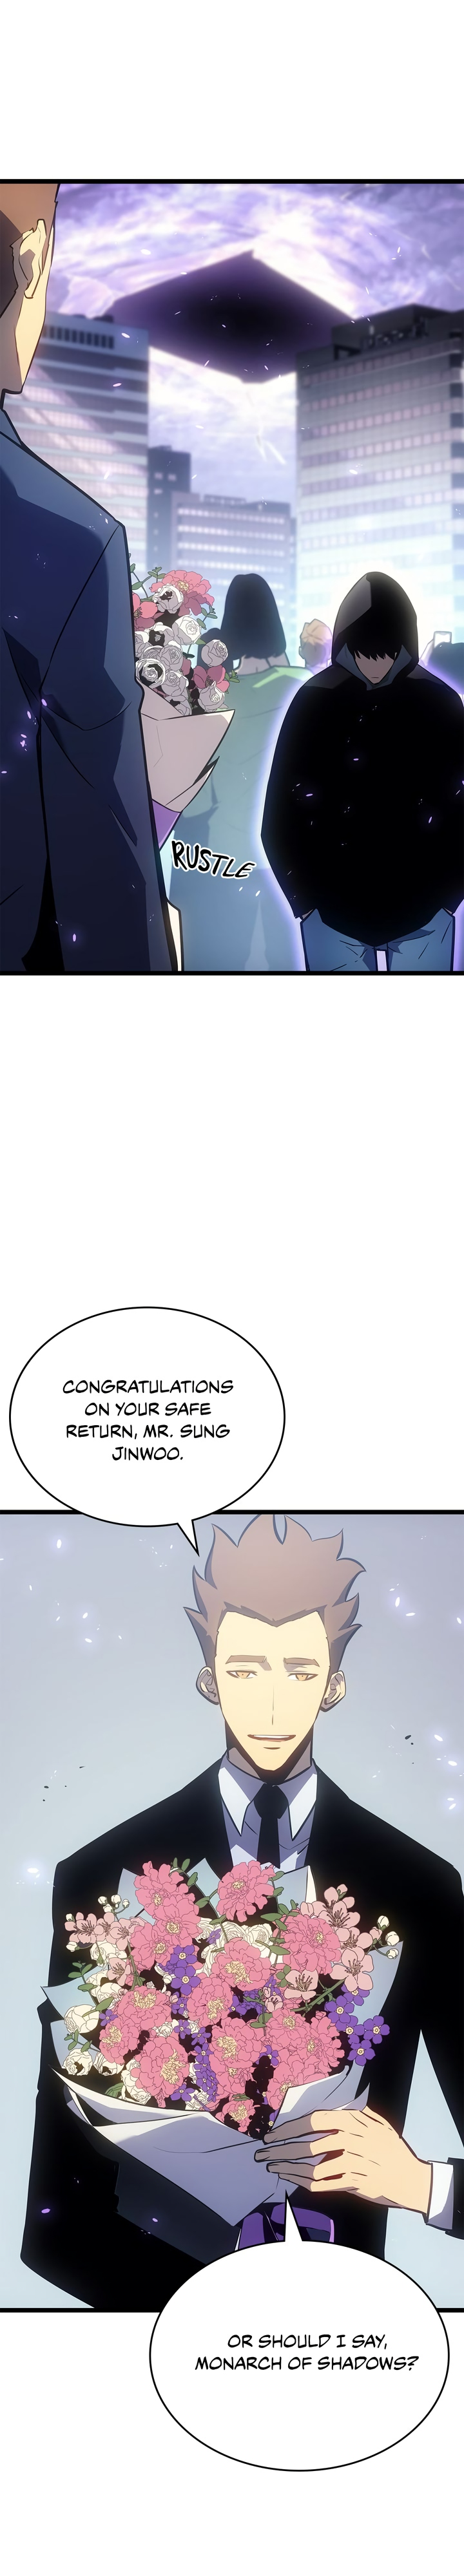 RUSTLE
CONGRATULATIONS
ON YOUR SAFE
RETURN, MR. SUNG
JINWOO.
OR SHOULD I SAY,
MONARCH OF SHADOWS?